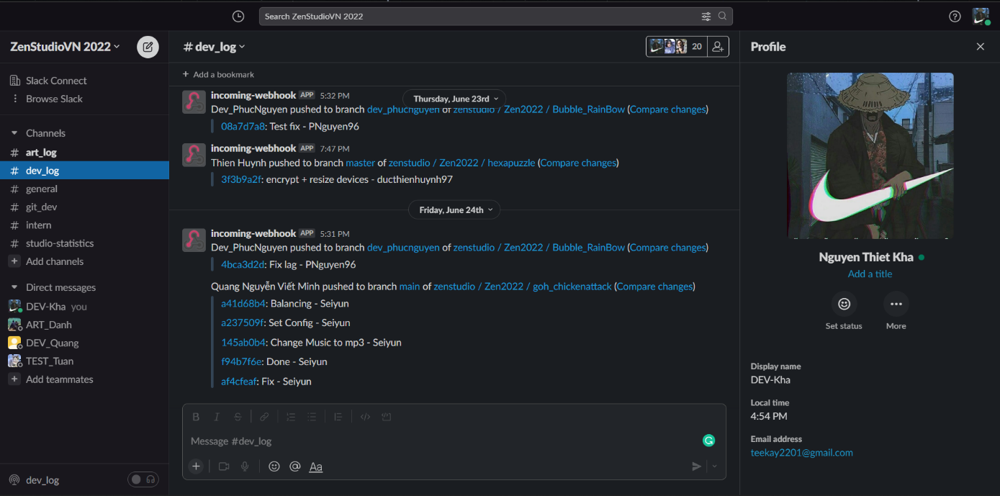 Search ZenStudioVN 2022
ZenStudioVN 2022
Slack Connect
Browse Slack
Channels
# art_log
# dev_log
# general
# git_dev
# intern
# studio-statistics
+ Add channels
Direct messages
DEV-Kha you
ART_Danh
DEV_Quang
TEST_Tuan
+ Add teammates
dev_log
# dev_log
20
+ Add a bookmark
Thursday, June 23rd
incoming-webhook APP 5:32 PM
Dev_PhucNguyen pushed to branch dev_phucnguyen of zenstudio / Zen2022 / Bubble_RainBow (Compare changes)
08a7d7a8: Test fix - PNguyen96
incoming-webhook APP 7:47 PM
Thien Huynh pushed to branch master of zenstudio / Zen2022 / hexapuzzle (Compare changes)
3f3b9a2f: encrypt + resize devices - ducthienhuynh97
Friday, June 24th
incoming-webhook APP 5:31 PM
Dev_PhucNguyen pushed to branch dev_phucnguyen of zenstudio / Zen2022 / Bubble_RainBow (Compare changes)
4bca3d2d: Fix lag - PNguyen96
Quang Nguyễn Viết Minh pushed to branch main of zenstudio / Zen2022 / goh_chickenattack (Compare changes)
a41d68b4: Balancing - Seiyun
a237509f: Set Config - Seiyun
145ab0b4: Change Music to mp3 - Seiyun
f94b7f6e: Done - Seiyun
af4cfeaf: Fix - Seiyun
B I S
Message #dev_log
G
+ @ Aa
Profile
Nguyen Thiet Kha
Add a title
Set status
More
Display name
DEV-Kha
Local time
4:54 PM
Email address
teekay2201@gmail.com